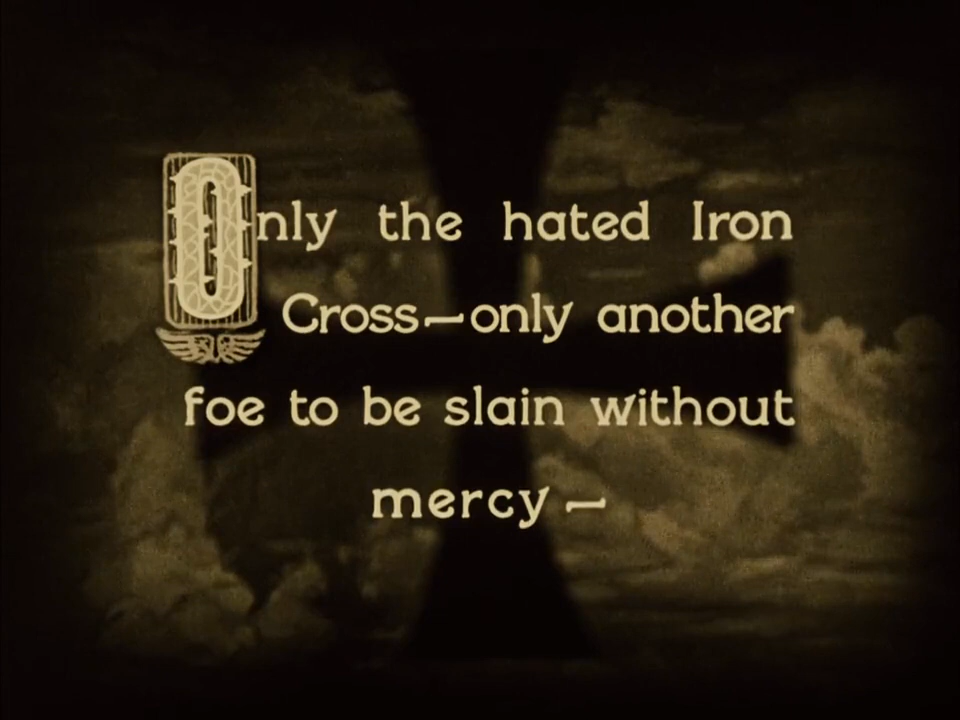 Only the hated Iron
Cross—only another
foe to be slain without
mercy—